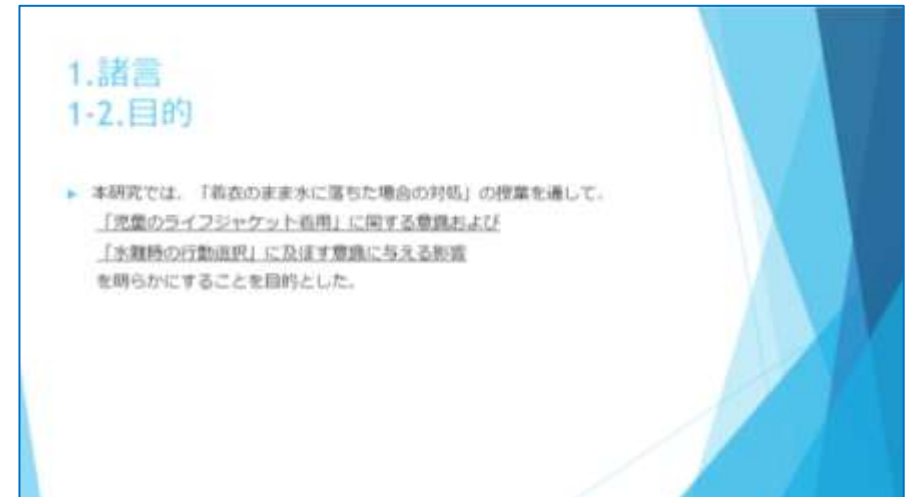 1.諸言
1-2.目的
本研究では、「着衣のまま水に落ちた場合の対処」の授業を通して、
「児童のライフジャケット着用」に関する意識および
「水難時の行動選択」に及ぼす意識に与える影響
を明らかにすることを目的とした。